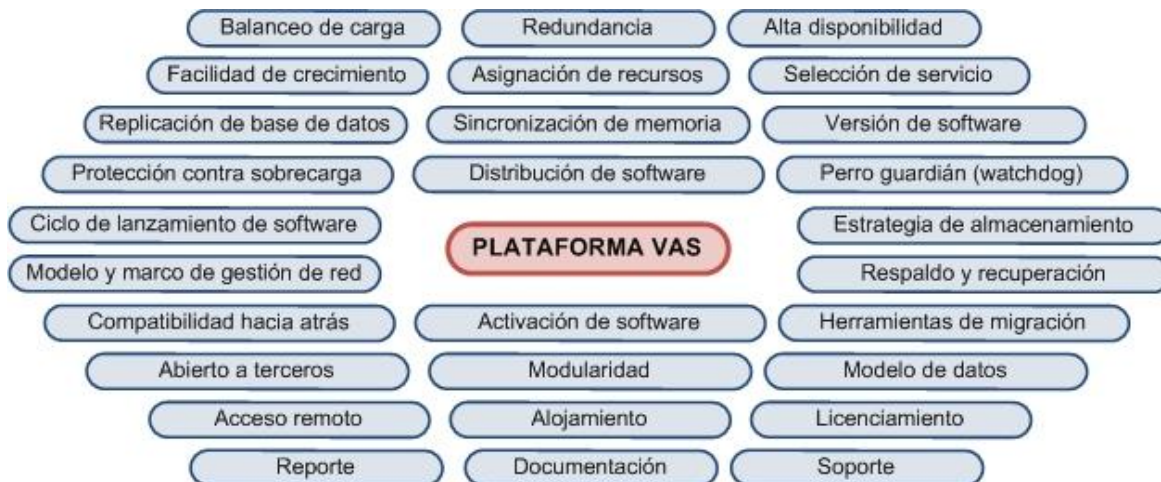 Balanceo de carga
Redundancia
Alta disponibilidad
Facilidad de crecimiento
Asignación de recursos
Selección de servicio
Replicación de base de datos
Sincronización de memoria
Versión de software
Protección contra sobrecarga
Distribución de software
Perro guardián (watchdog)
Ciclo de lanzamiento de software
Estrategia de almacenamiento
PLATAFORMA VAS
Modelo y marco de gestión de red
Respaldo y recuperación
Compatibilidad hacia atrás
Activación de software
Herramientas de migración
Abierto a terceros
Modularidad
Modelo de datos
Acceso remoto
Alojamiento
Licenciamiento
Reporte
Documentación
Soporte